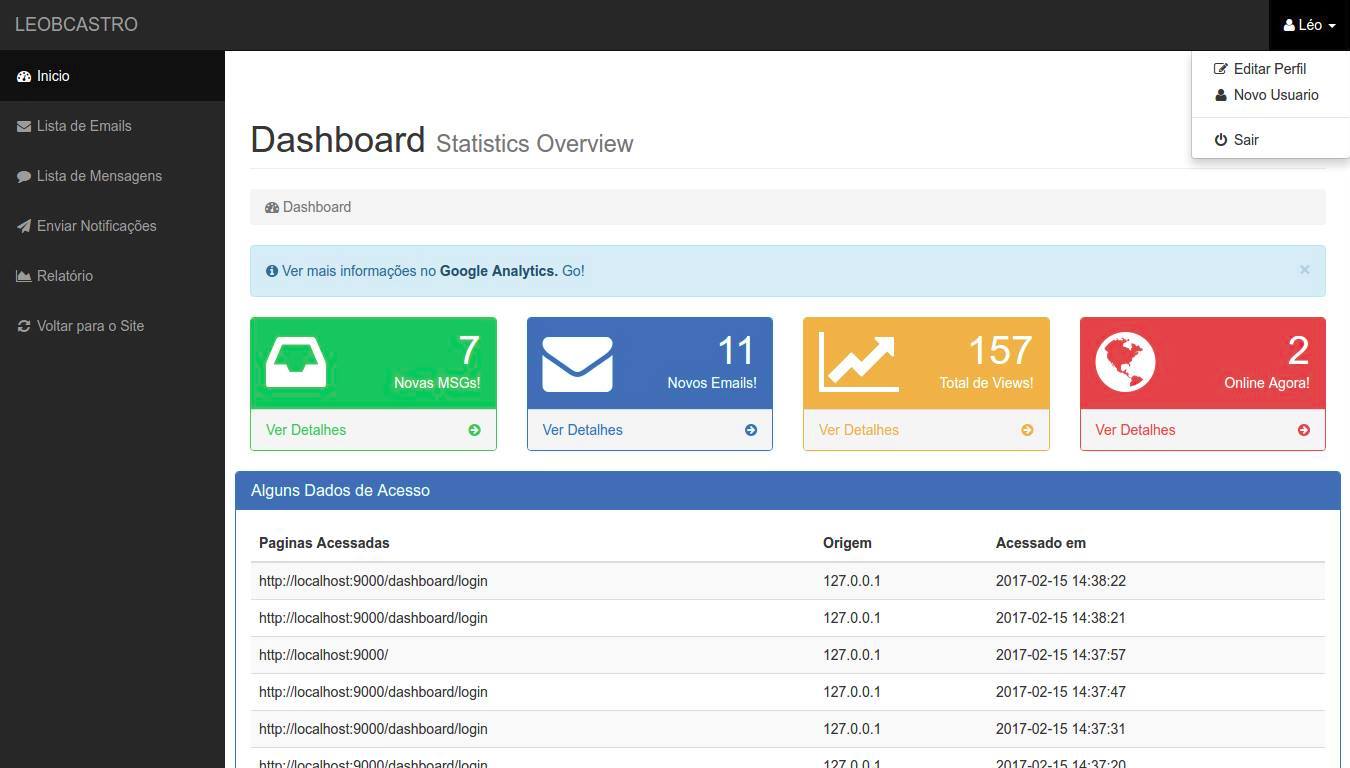 LEOBCASTRO
Léo
Editar Perfil
Novo Usuario
Sair
Inicio
Lista de Emails
Lista de Mensagens
Enviar Notificações
Relatório
Voltar para o Site
Dashboard Statistics Overview
Dashboard
Ver mais informações no Google Analytics. Go! ×
7
Novas MSGs!
Ver Detalhes
11
Novos Emails!
Ver Detalhes
157
Total de Views!
Ver Detalhes
2
Online Agora!
Ver Detalhes
Alguns Dados de Acesso
Paginas Acessadas Origem Acessado em
http://localhost:9000/dashboard/login 127.0.0.1 2017-02-15 14:38:22
http://localhost:9000/dashboard/login 127.0.0.1 2017-02-15 14:38:21
http://localhost:9000/ 127.0.0.1 2017-02-15 14:37:57
http://localhost:9000/dashboard/login 127.0.0.1 2017-02-15 14:37:47
http://localhost:9000/dashboard/login 127.0.0.1 2017-02-15 14:37:31
http://localhost:9000/dashboard/login 127.0.0.1 2017-02-15 14:37:20